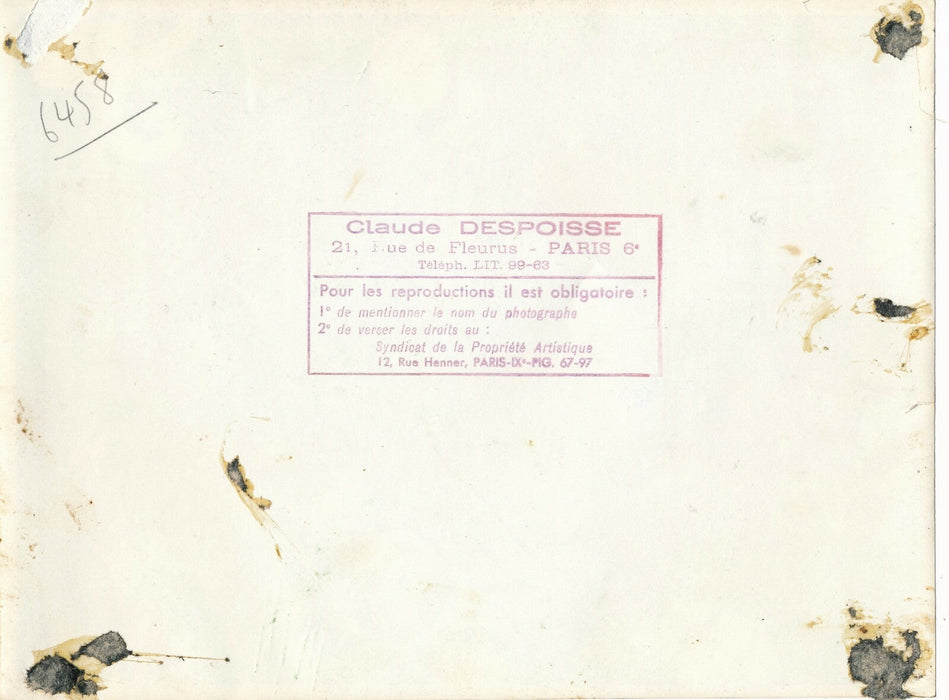 6458
Claude DESPOISSE
21, Rue de Fleurus - PARIS 6e
Téléph. LIT. 99-63
Pour les reproductions il est obligatoire :
1° de mentionner le nom du photographe
2° de verser les droits au :
Syndicat de la Propriété Artistique
12, Rue Henner, PARIS-IXe-PIG. 67-97